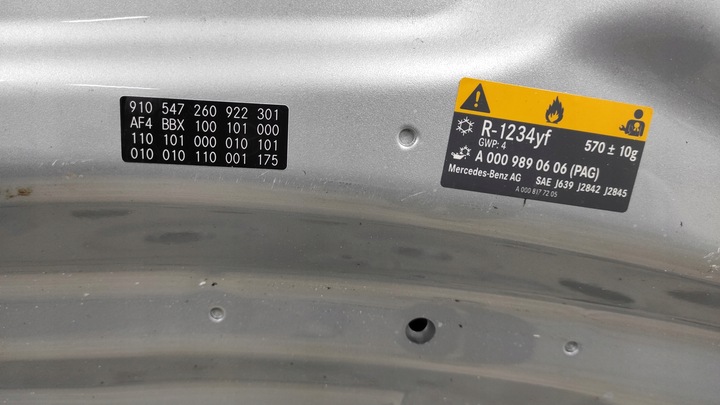 910 547 260 922 301
AF4 BBX 100 101 000
110 101 000 010 101
010 010 110 001 175
R-1234yf 570 ± 10g
GWP: 4
A 000 989 06 06 (PAG)
Mercedes-Benz AG SAE J639 J2842 J2845
A 000 817 72 05